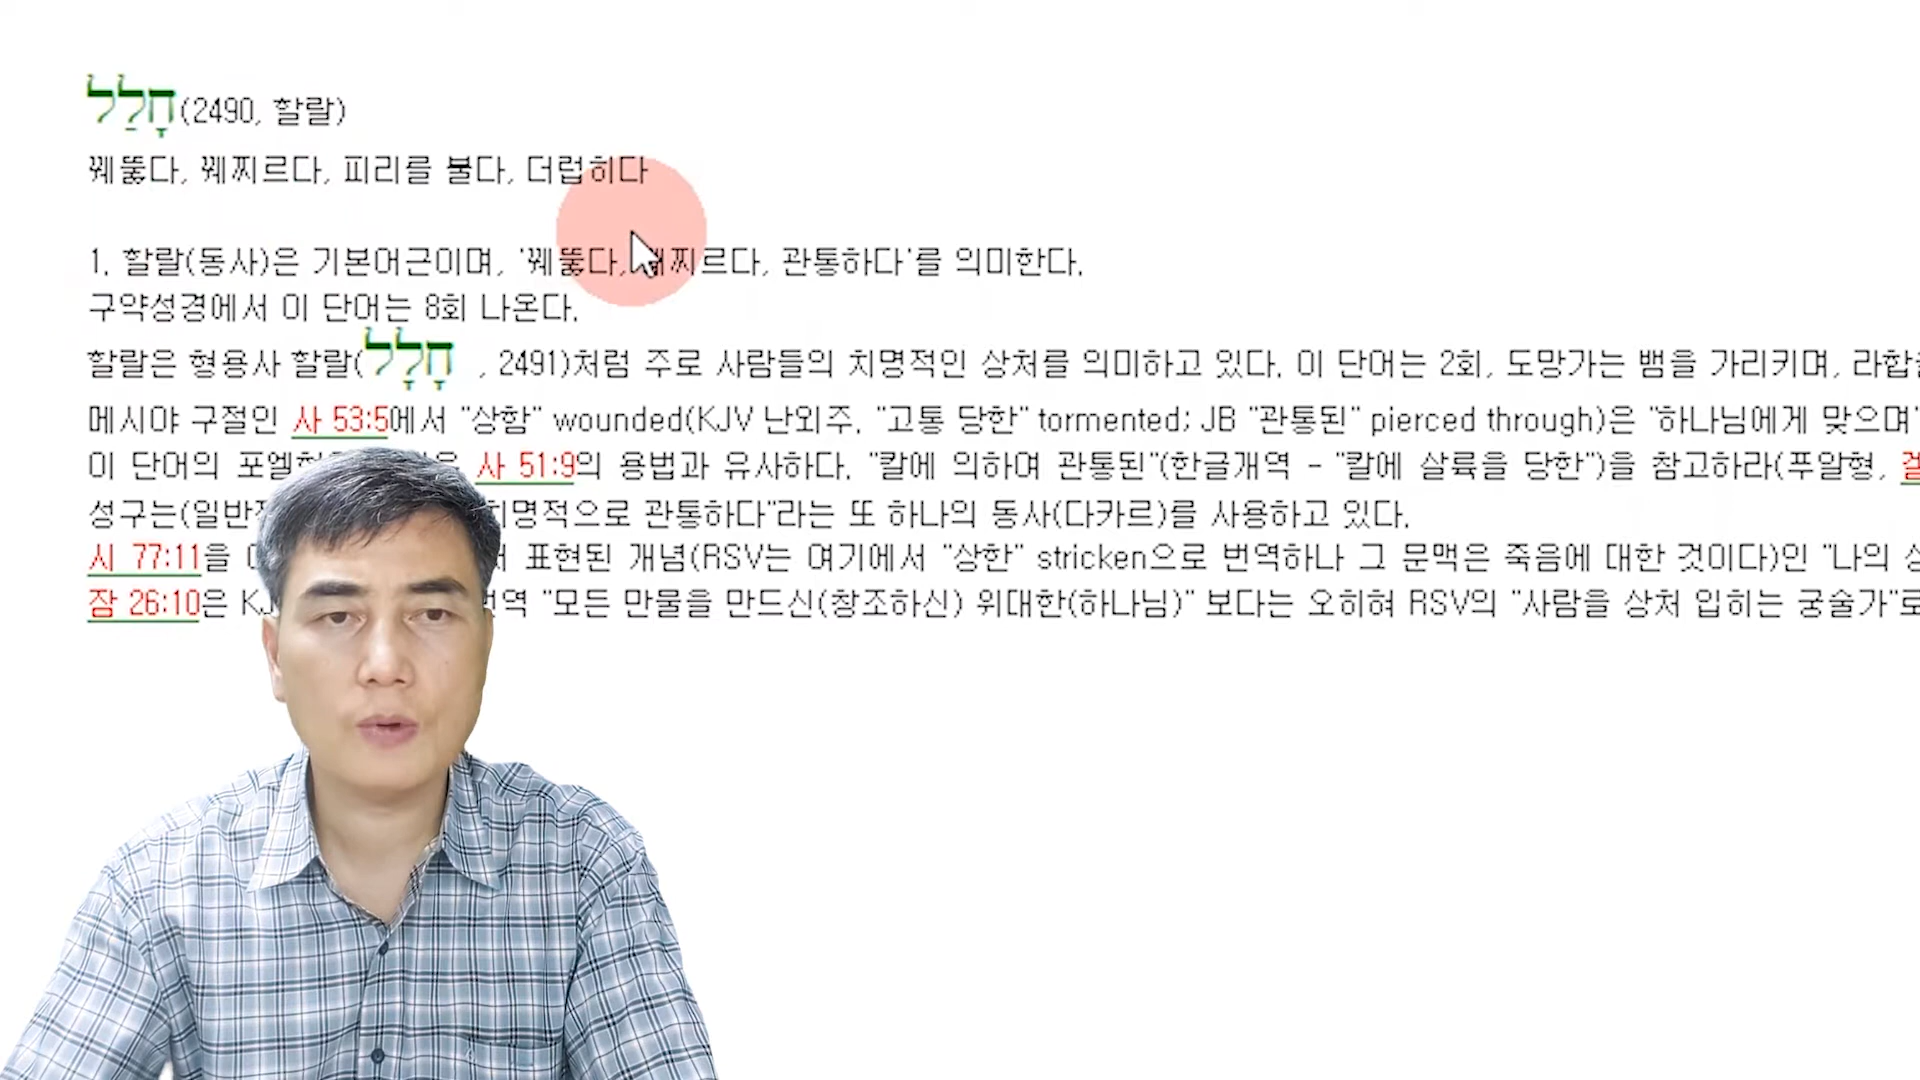 חָלַל(2490, 할랄)
꿰뚫다, 꿰찌르다, 피리를 불다, 더럽히다
1. 할랄(동사)은 기본어근이며, '꿰뚫다, 꿰찌르다, 관통하다'를 의미한다.
구약성경에서 이 단어는 8회 나온다.
할랄은 형용사 할랄(חָלָל , 2491)처럼 주로 사람들의 치명적인 상처를 의미하고 있다. 이 단어는 2회, 도망가는 뱀을 가리키며, 라합을
메시야 구절인 사 53:5에서 "상함" wounded(KJV 난외주, "고통 당한" tormented; JB "관통된" pierced through)은 "하나님에게 맞으며"
이 단어의 사 51:9의 용법과 유사하다. "칼에 의하여 관통된"(한글개역 - "칼에 살륙을 당한")을 참고하라(푸알형, 겔
성구는(일반 치명적으로 관통하다"라는 또 하나의 동사(다카르)를 사용하고 있다.
시 77:11을 표현된 개념(RSV는 여기에서 "상한" stricken으로 번역하나 그 문맥은 죽음에 대한 것이다)인 "나의
잠 26:10은 "모든 만물을 만드신(창조하신) 위대한(하나님)" 보다는 오히려 RSV의 "사람을 상처 입히는 궁술가"로